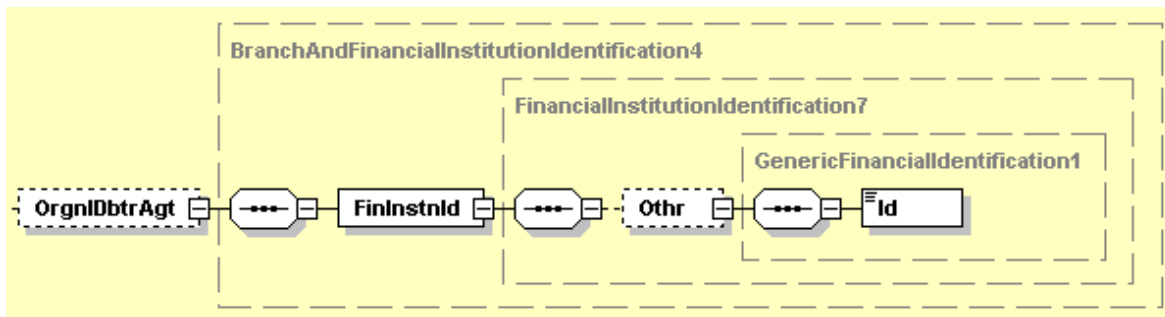 BranchAndFinancialInstitutionIdentification4
FinancialInstitutionIdentification7
GenericFinancialIdentification1
OrgnlDbtrAgt
FinInstnId
Othr
Id